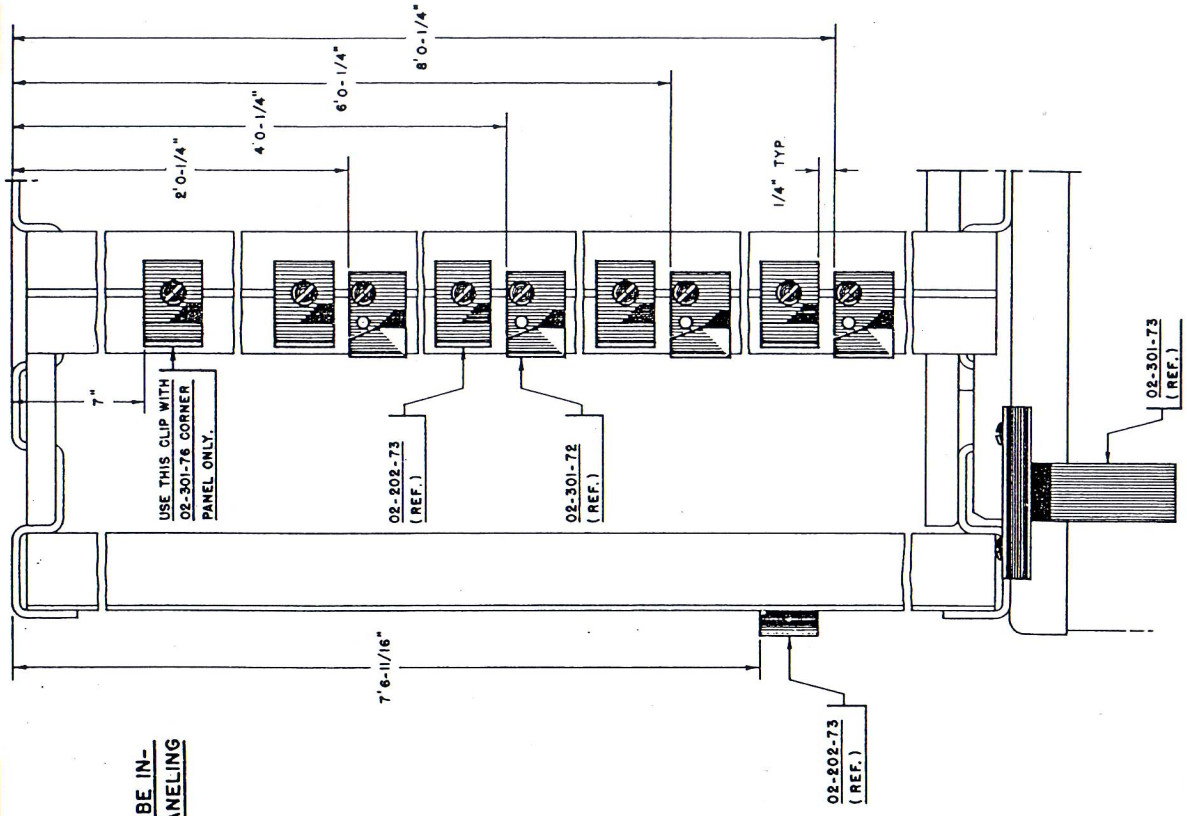 8'0-1/4"
6'0-1/4"
4'0-1/4"
2'0-1/4"
1/4" TYP.
7"
USE THIS CLIP WITH
02-301-76 CORNER
PANEL ONLY.
02-202-73
(REF.)
02-301-72
(REF.)
02-301-73
(REF.)
7'6-11/16"
02-202-73
(REF.)
BE IN-
ANELING